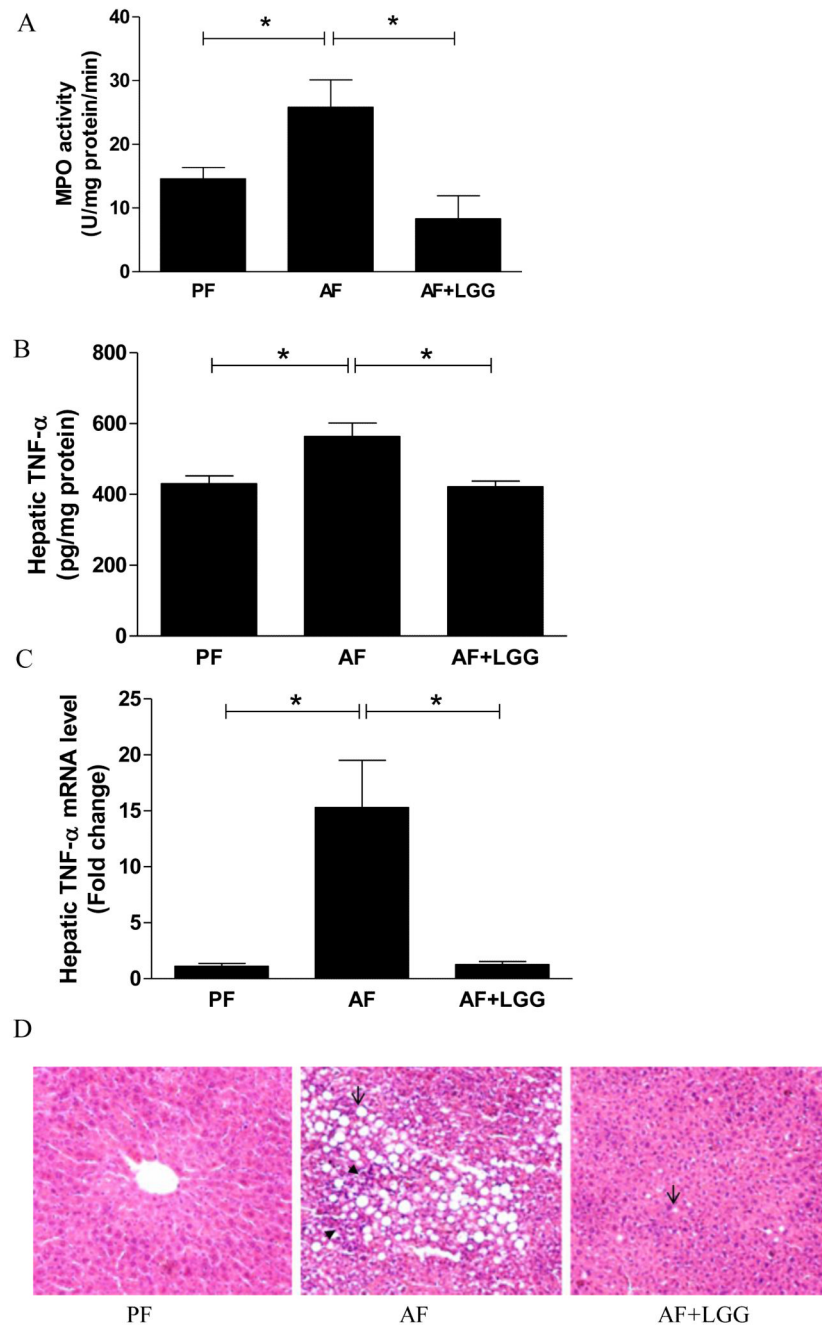 A
MPO activity
(U/mg protein/min)
40
30
20
10
0
*
*
PF AF AF+LGG
B
Hepatic TNF-α
(pg/mg protein)
800
600
400
200
0
*
*
PF AF AF+LGG
C
Hepatic TNF-α mRNA level
(Fold change)
25
20
15
10
5
0
*
*
PF AF AF+LGG
D
PF AF AF+LGG